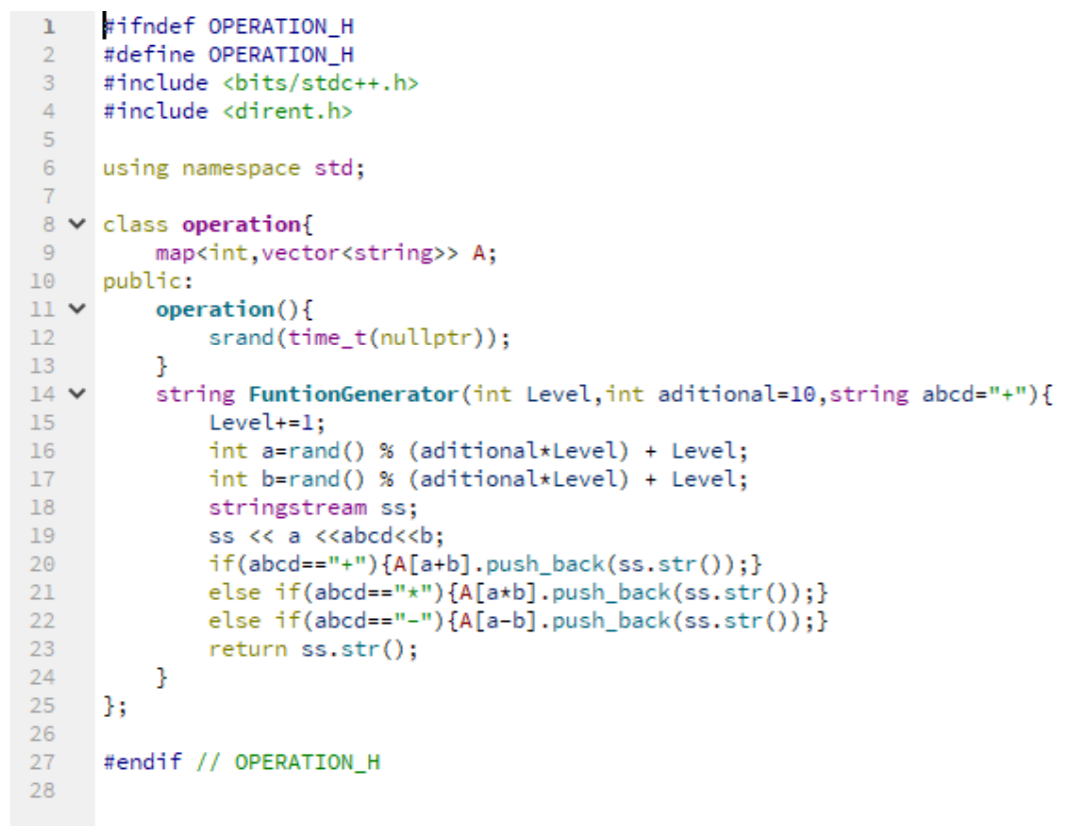 1 #ifndef OPERATION_H
2 #define OPERATION_H
3 #include <bits/stdc++.h>
4 #include <dirent.h>
5
6 using namespace std;
7
8 class operation{
9     map<int,vector<string>> A;
10 public:
11     operation(){
12         srand(time_t(nullptr));
13     }
14     string FuntionGenerator(int Level,int aditional=10,string abcd="+"){
15         Level+=1;
16         int a=rand() % (aditional*Level) + Level;
17         int b=rand() % (aditional*Level) + Level;
18         stringstream ss;
19         ss << a <<abcd<<b;
20         if(abcd=="+"){A[a+b].push_back(ss.str());}
21         else if(abcd=="*"){A[a*b].push_back(ss.str());}
22         else if(abcd=="-"){A[a-b].push_back(ss.str());}
23         return ss.str();
24     }
25 };
26
27 #endif // OPERATION_H
28